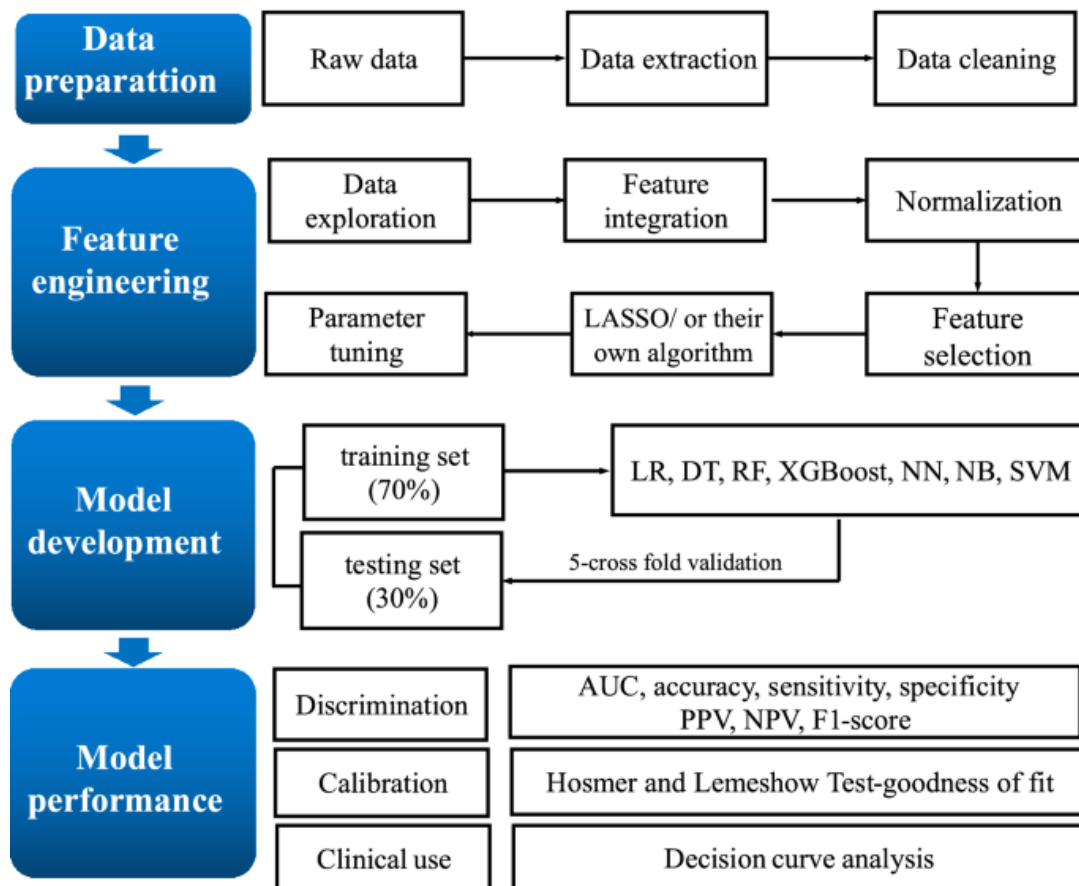 Data
preparattion
Raw data
Data extraction
Data cleaning
Feature
engineering
Data
exploration
Feature
integration
Normalization
Parameter
tuning
LASSO/ or their
own algorithm
Feature
selection
Model
development
training set
(70%)
LR, DT, RF, XGBoost, NN, NB, SVM
testing set
(30%)
5-cross fold validation
Model
performance
Discrimination
AUC, accuracy, sensitivity, specificity
PPV, NPV, F1-score
Calibration
Hosmer and Lemeshow Test-goodness of fit
Clinical use
Decision curve analysis